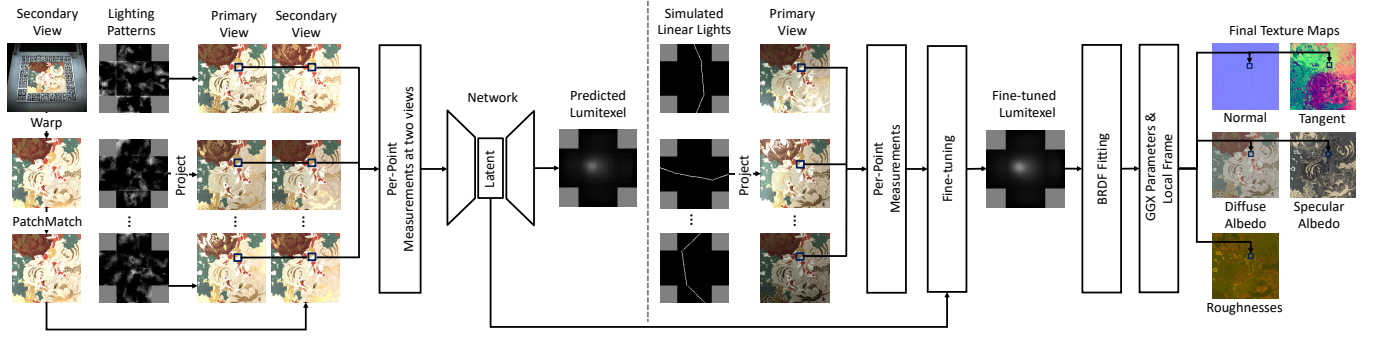 Secondary
View
Lighting
Patterns
Primary
View
Secondary
View
Warp
PatchMatch
Project
...
...
...
...
Per-Point
Measurements at two views
Network
Latent
Predicted
Lumitexel
Simulated
Linear Lights
Primary
View
Project
...
...
Per-Point
Measurements
Fine-tuning
Fine-tuned
Lumitexel
BRDF Fitting
GGX Parameters &
Local Frame
Final Texture Maps
Normal
Tangent
Diffuse
Albedo
Specular
Albedo
Roughnesses